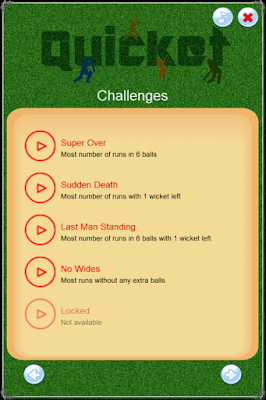 Quicket
Challenges
Super Over
Most number of runs in 6 balls
Sudden Death
Most number of runs with 1 wicket left
Last Man Standing
Most number of runs in 6 balls with 1 wicket left
No Wides
Most runs without any extra balls
Locked
Not available